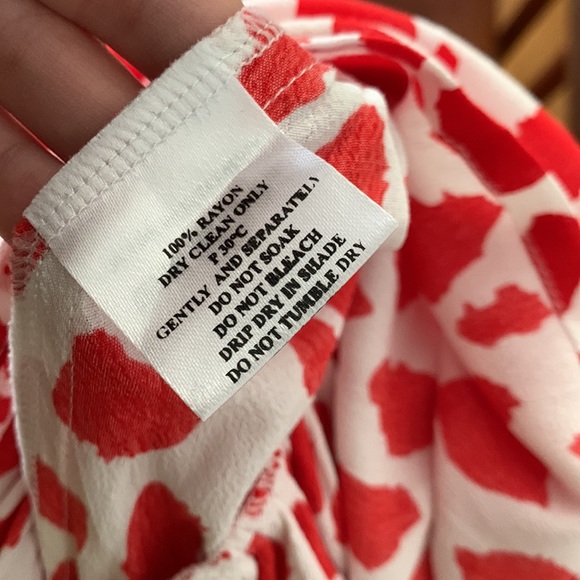 100% RAYON
DRY CLEAN ONLY
P 30°C
GENTLY AND SEPARATELY
DO NOT SOAK
DO NOT BLEACH
DRIP DRY IN SHADE
DO NOT TUMBLE DRY